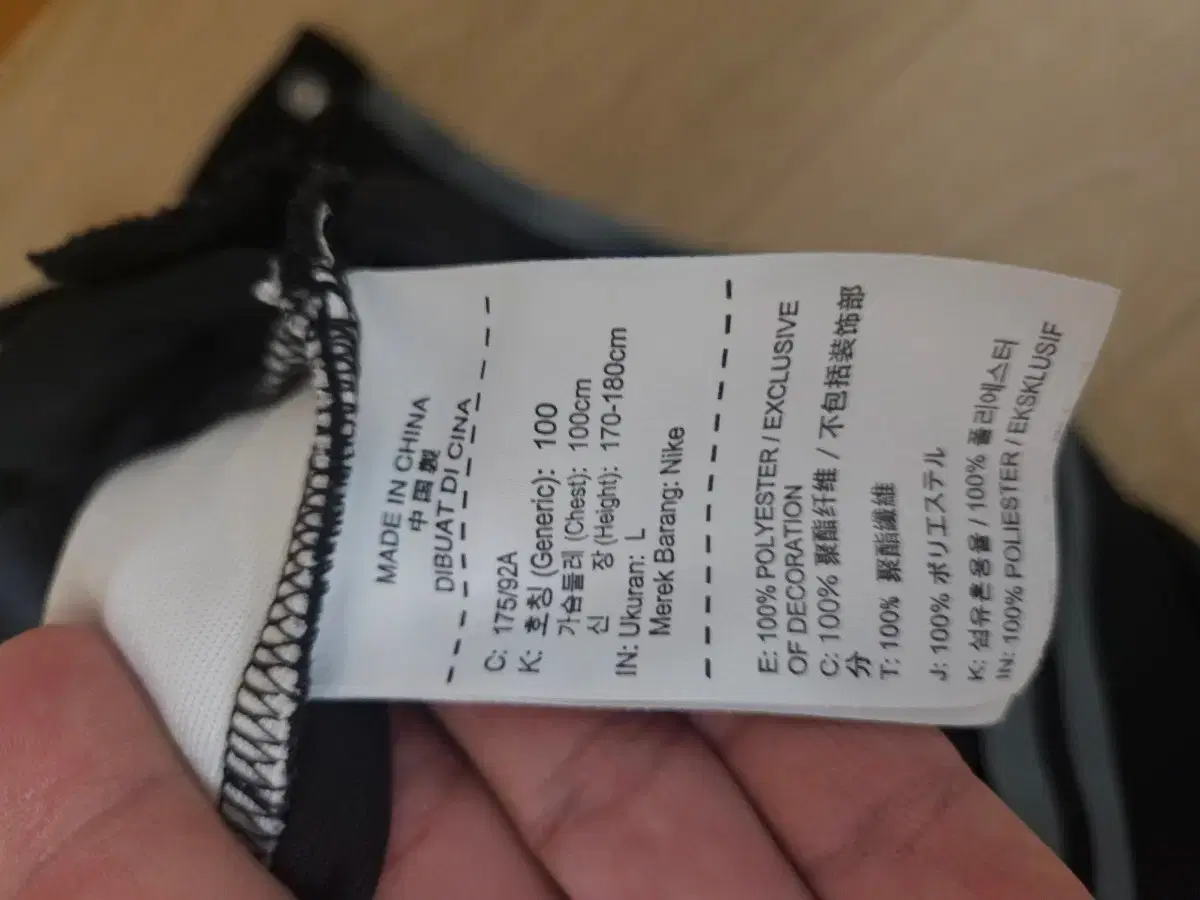 MADE IN CHINA
中国製
DIBUAT DI CINA
C: 175/92A
K: 호칭 (Generic): 100
가슴둘레 (Chest): 100cm
신 장 (Height): 170-180cm
IN: Ukuran: L
Merek Barang: Nike
E: 100% POLYESTER / EXCLUSIVE
OF DECORATION
C: 100% 聚酯纤维 / 不包括装饰部
分
T: 100% 聚酯纖維
J: 100% ポリエステル
K: 섬유혼용율 / 100% 폴리에스터
IN: 100% POLIESTER / EKSKLUSIF